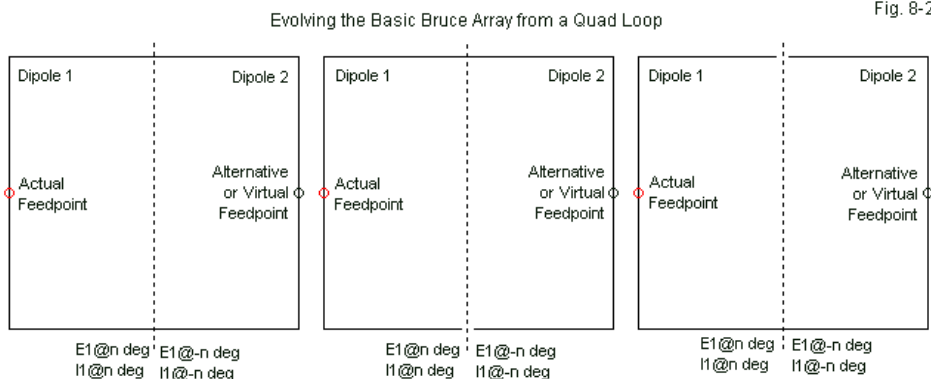 Evolving the Basic Bruce Array from a Quad Loop
Fig. 8-2
Dipole 1
Dipole 2
Actual
Feedpoint
Alternative
or Virtual
Feedpoint
E1@n deg
I1@n deg
E1@-n deg
I1@-n deg
Dipole 1
Dipole 2
Actual
Feedpoint
Alternative
or Virtual
Feedpoint
E1@n deg
I1@n deg
E1@-n deg
I1@-n deg
Dipole 1
Dipole 2
Actual
Feedpoint
Alternative
or Virtual
Feedpoint
E1@n deg
I1@n deg
E1@-n deg
I1@-n deg